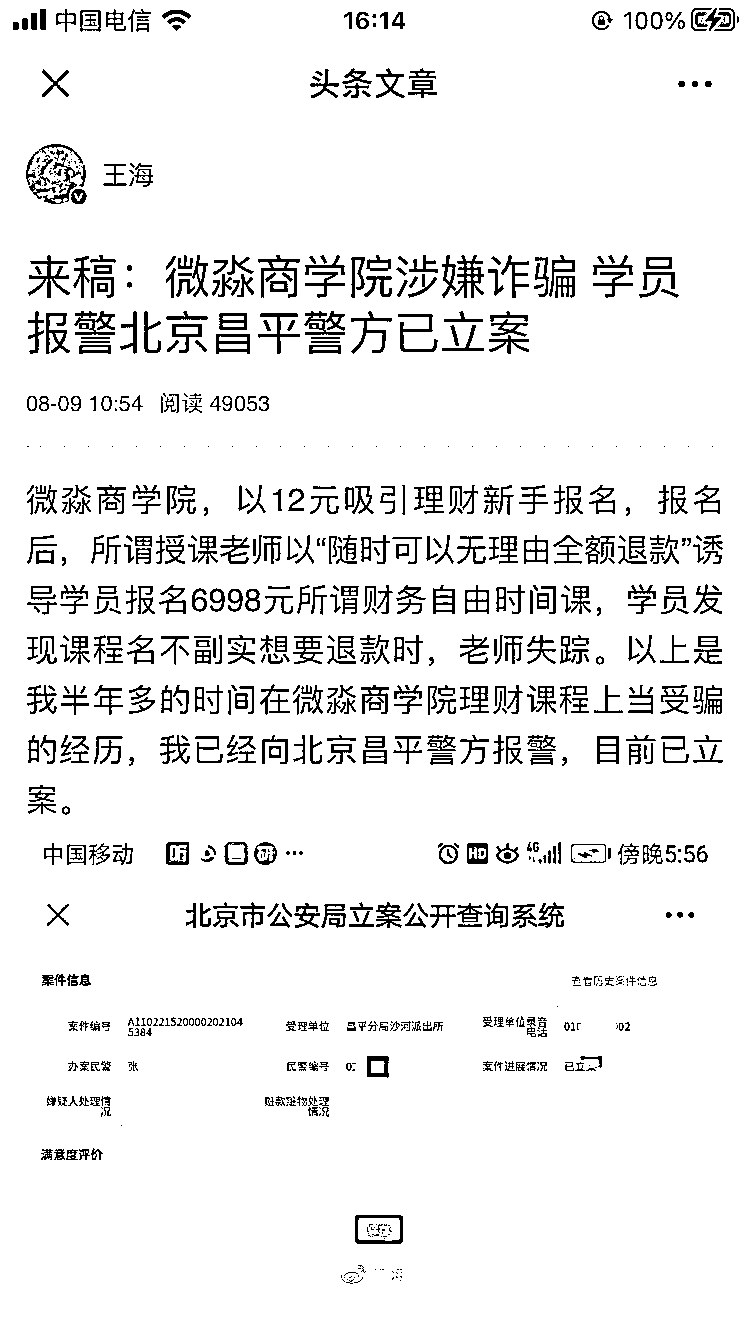 中国电信 16:14 100%
头条文章
王海
来稿：微淼商学院涉嫌诈骗 学员
报警北京昌平警方已立案
08-09 10:54 阅读 49053
微淼商学院，以12元吸引理财新手报名，报名
后，所谓授课老师以“随时可以无理由全额退款”诱
导学员报名6998元所谓财务自由时间课，学员发
现课程名不副实想要退款时，老师失踪。以上是
我半年多的时间在微淼商学院理财课程上当受骗
的经历，我已经向北京昌平警方报警，目前已立
案。
中国移动 HD 4G 傍晚5:56
北京市公安局立案公开查询系统
案件信息 查看历史案件信息
案件编号 A110221520000202104
5384 受理单位 昌平分局沙河派出所 受理单位录音
电话
办案民警 张 民警编号 案件进展情况 已立
嫌疑人处理情
况 赃款赃物处理
情况
满意度评价